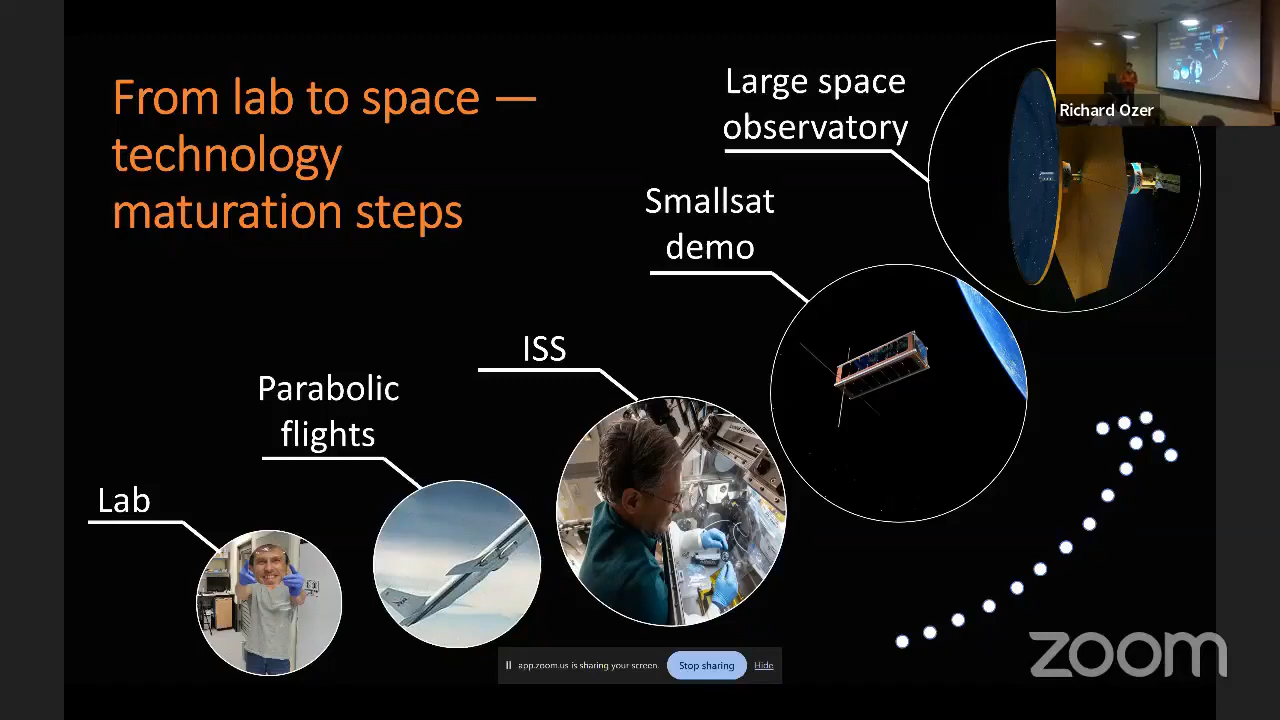 From lab to space —
technology
maturation steps
Large space
observatory
Richard Ozer
Smallsat
demo
ISS
Parabolic
flights
Lab
app.zoom.us is sharing your screen.
Stop sharing
Hide
zoom